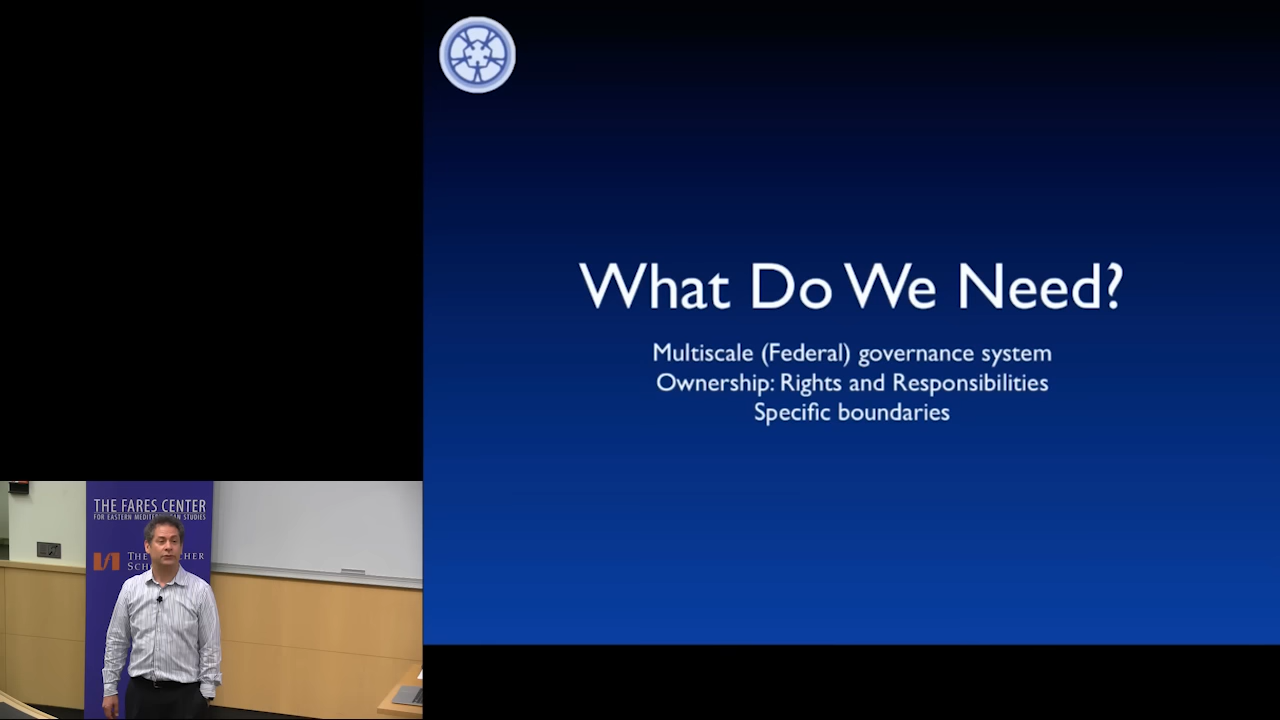 What Do We Need?
Multiscale (Federal) governance system
Ownership: Rights and Responsibilities
Specific boundaries
THE FARES CENTER
FOR EASTERN
STUDIES
THE